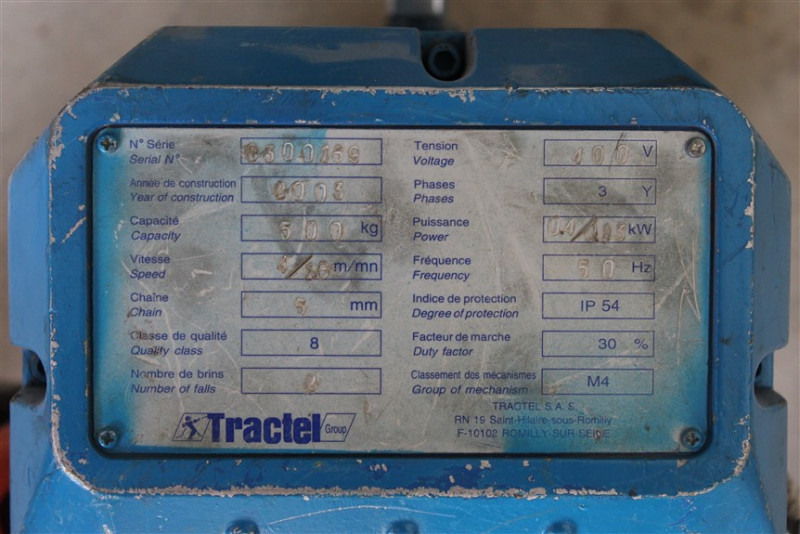 N° Série
Serial N°
Tension
Voltage
V
Année de construction
Year of construction
Phases
Phases
3 Y
Capacité
Capacity
500 kg
Puissance
Power
kW
Vitesse
Speed
m/mn
Fréquence
Frequency
50 Hz
Chaîne
Chain
5 mm
Indice de protection
Degree of protection
IP 54
Classe de qualité
Quality class
8
Facteur de marche
Duty factor
30 %
Nombre de brins
Number of falls
Classement des mécanismes
Group of mechanism
M4
Tractel Group
TRACTEL S.A.S.
RN 19 Saint-Hilaire-sous-Romilly
F-10102 ROMILLY-SUR-SEINE